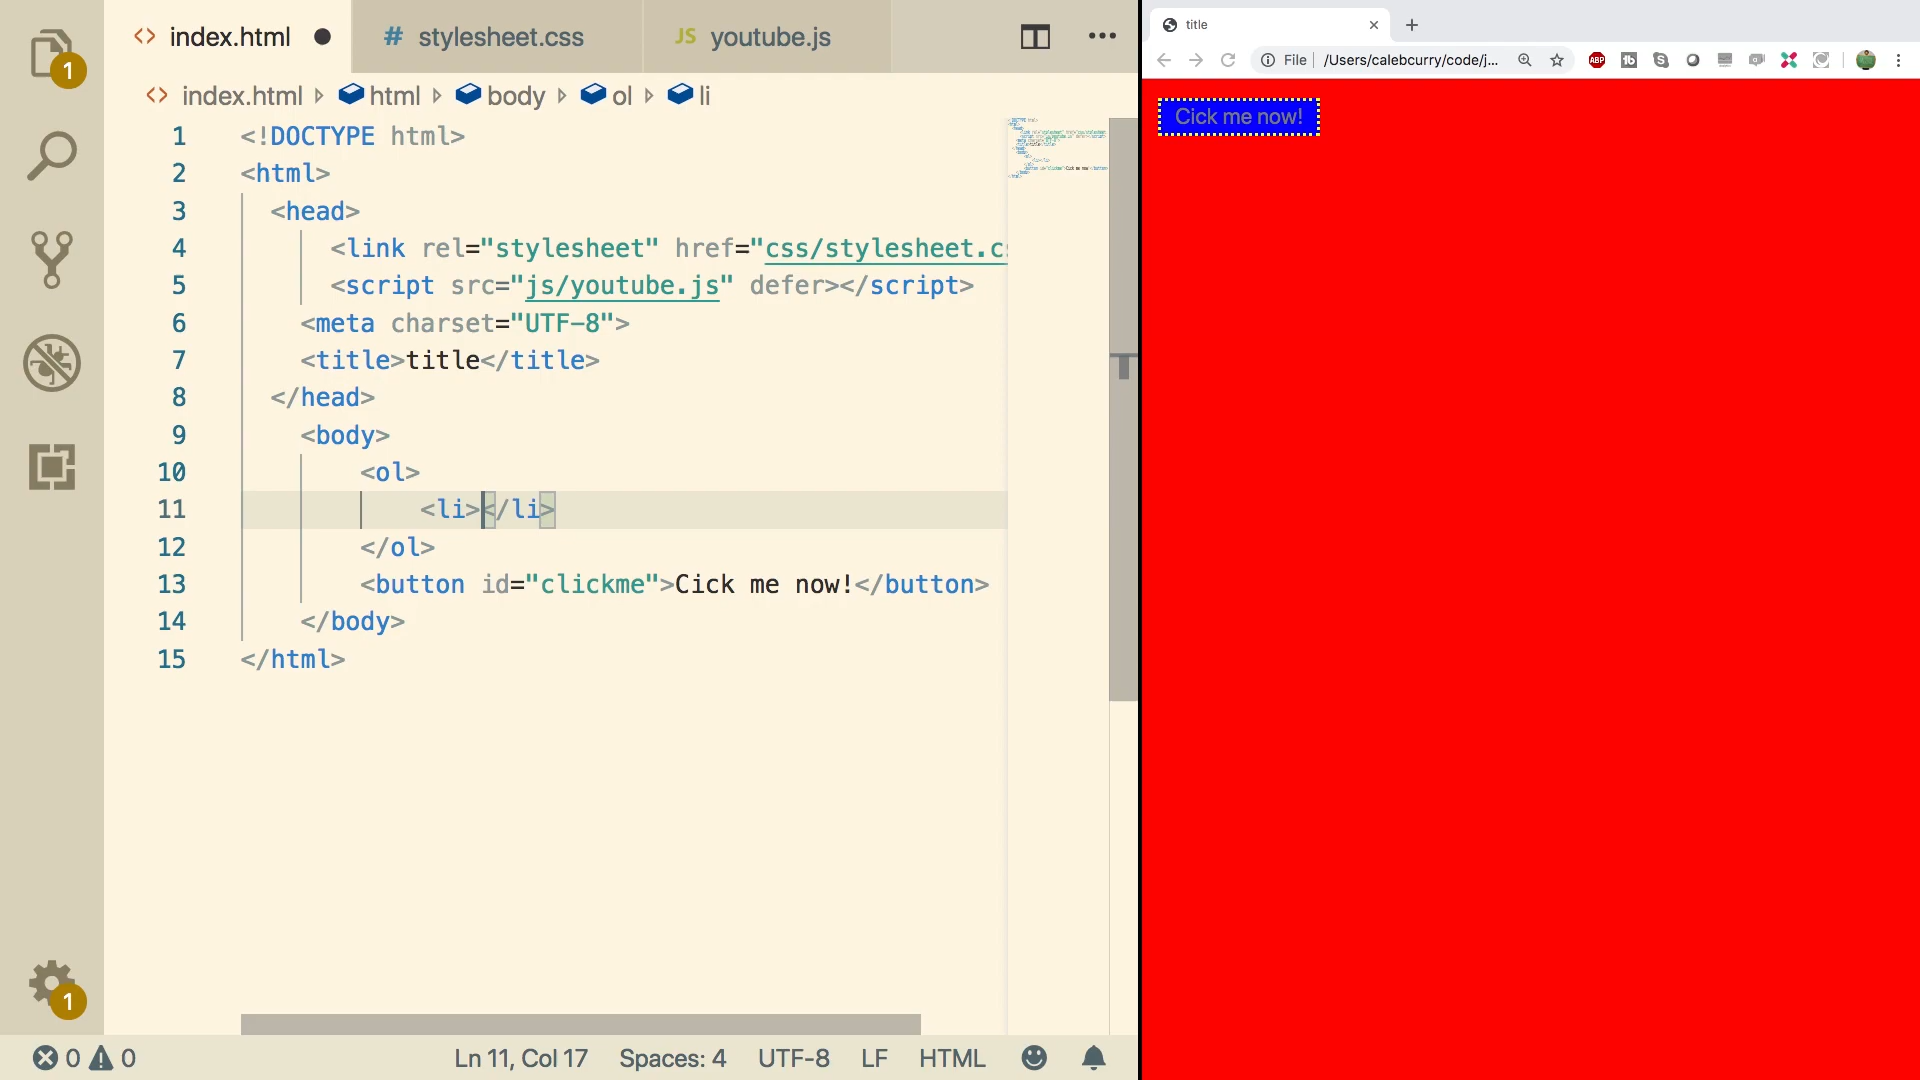 index.html
# stylesheet.css
JS youtube.js
index.html html body ol li
1 <!DOCTYPE html>
2 <html>
3 <head>
4 <link rel="stylesheet" href="css/stylesheet.cs
5 <script src="js/youtube.js" defer></script>
6 <meta charset="UTF-8">
7 <title>title</title>
8 </head>
9 <body>
10 <ol>
11 <li></li>
12 </ol>
13 <button id="clickme">Cick me now!</button>
14 </body>
15 </html>
1
1
0 0 Ln 11, Col 17 Spaces: 4 UTF-8 LF HTML
title
File /Users/calebcurry/code/j...
ABP
Cick me now!